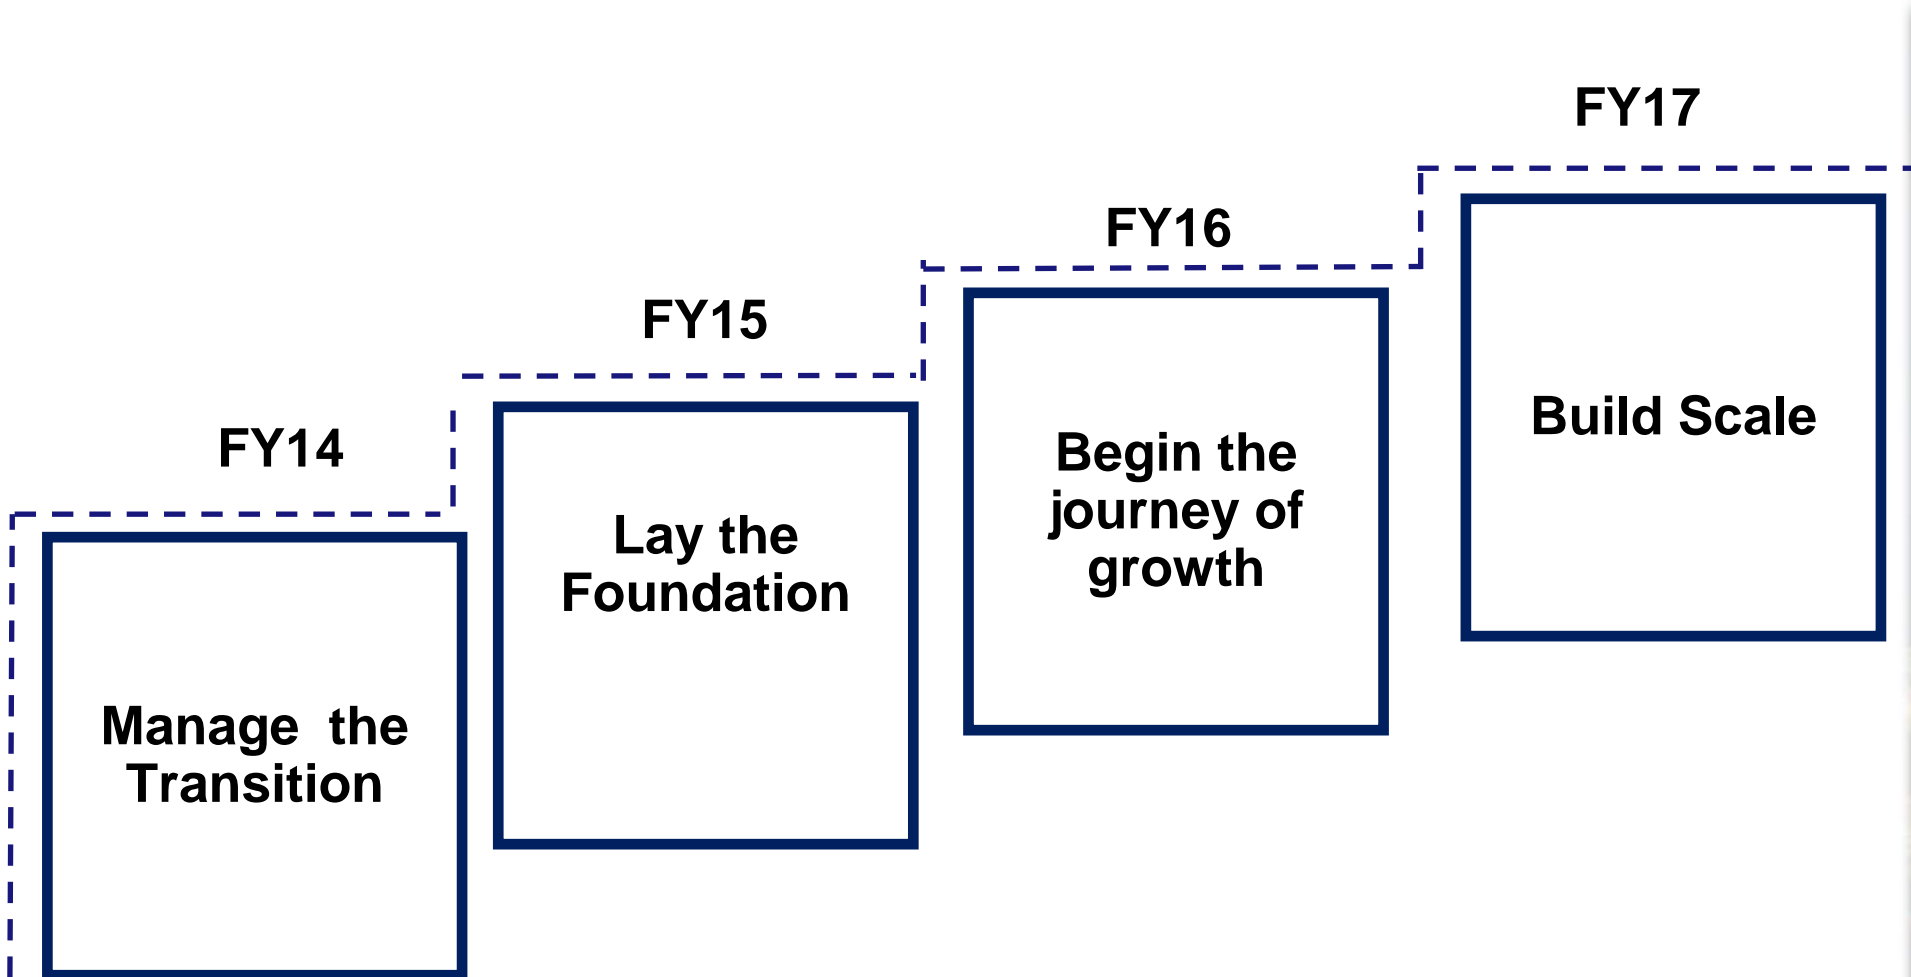 FY14
Manage  the
Transition
FY15
Lay the
Foundation
FY16
Begin the
journey of
growth
FY17
Build Scale